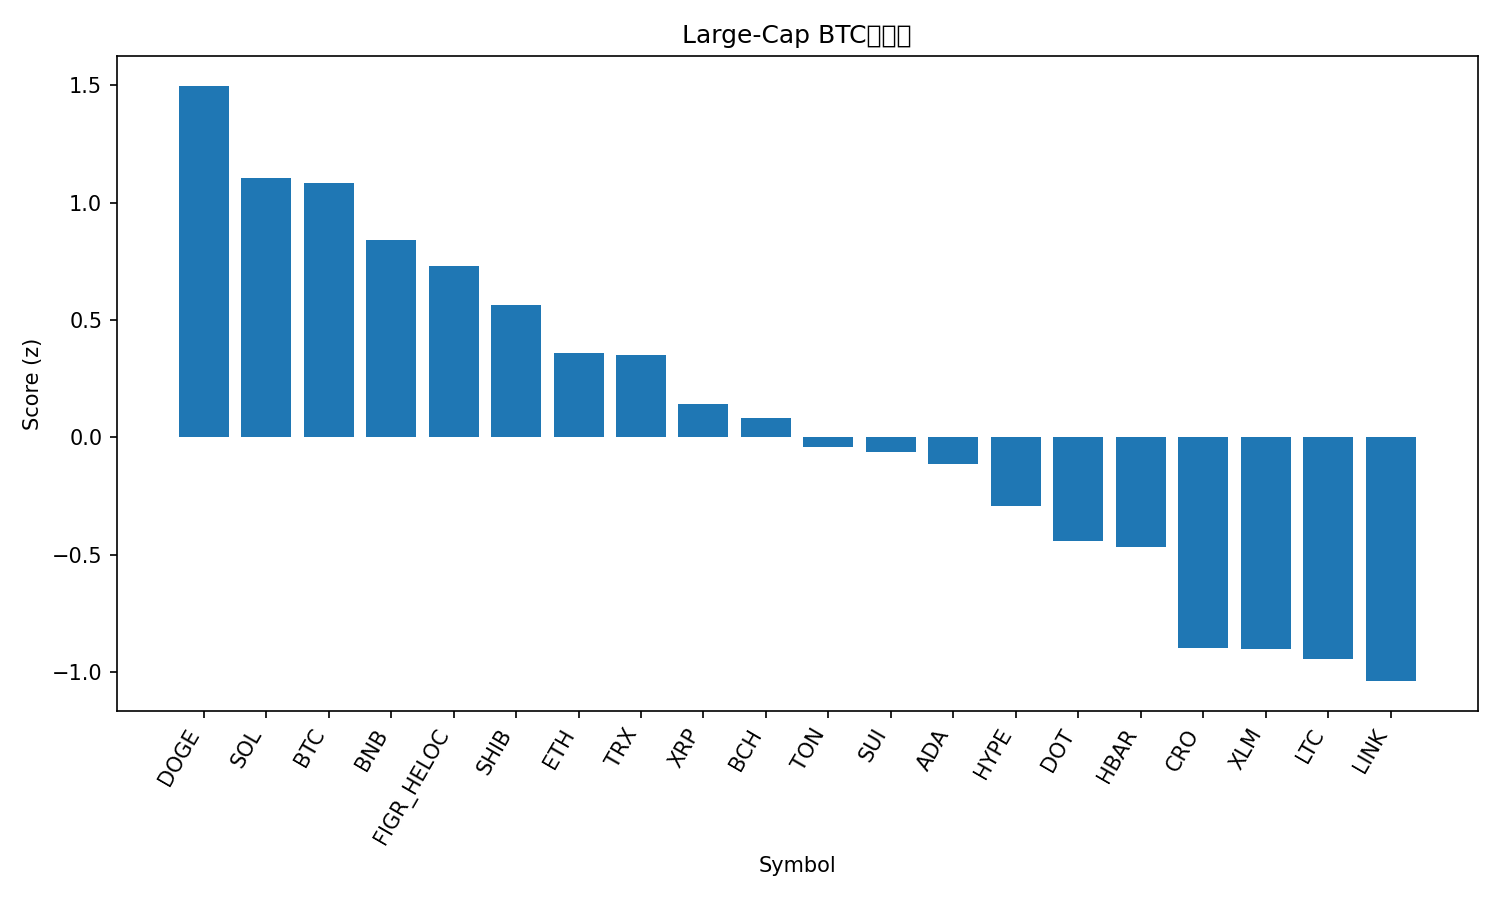 Large-Cap BTC
1.5
1.0
0.5
0.0
−0.5
−1.0
Score (z)
DOGE
SOL
BTC
BNB
FIGR_HELOC
SHIB
ETH
TRX
XRP
BCH
TON
SUI
ADA
HYPE
DOT
HBAR
CRO
XLM
LTC
LINK
Symbol